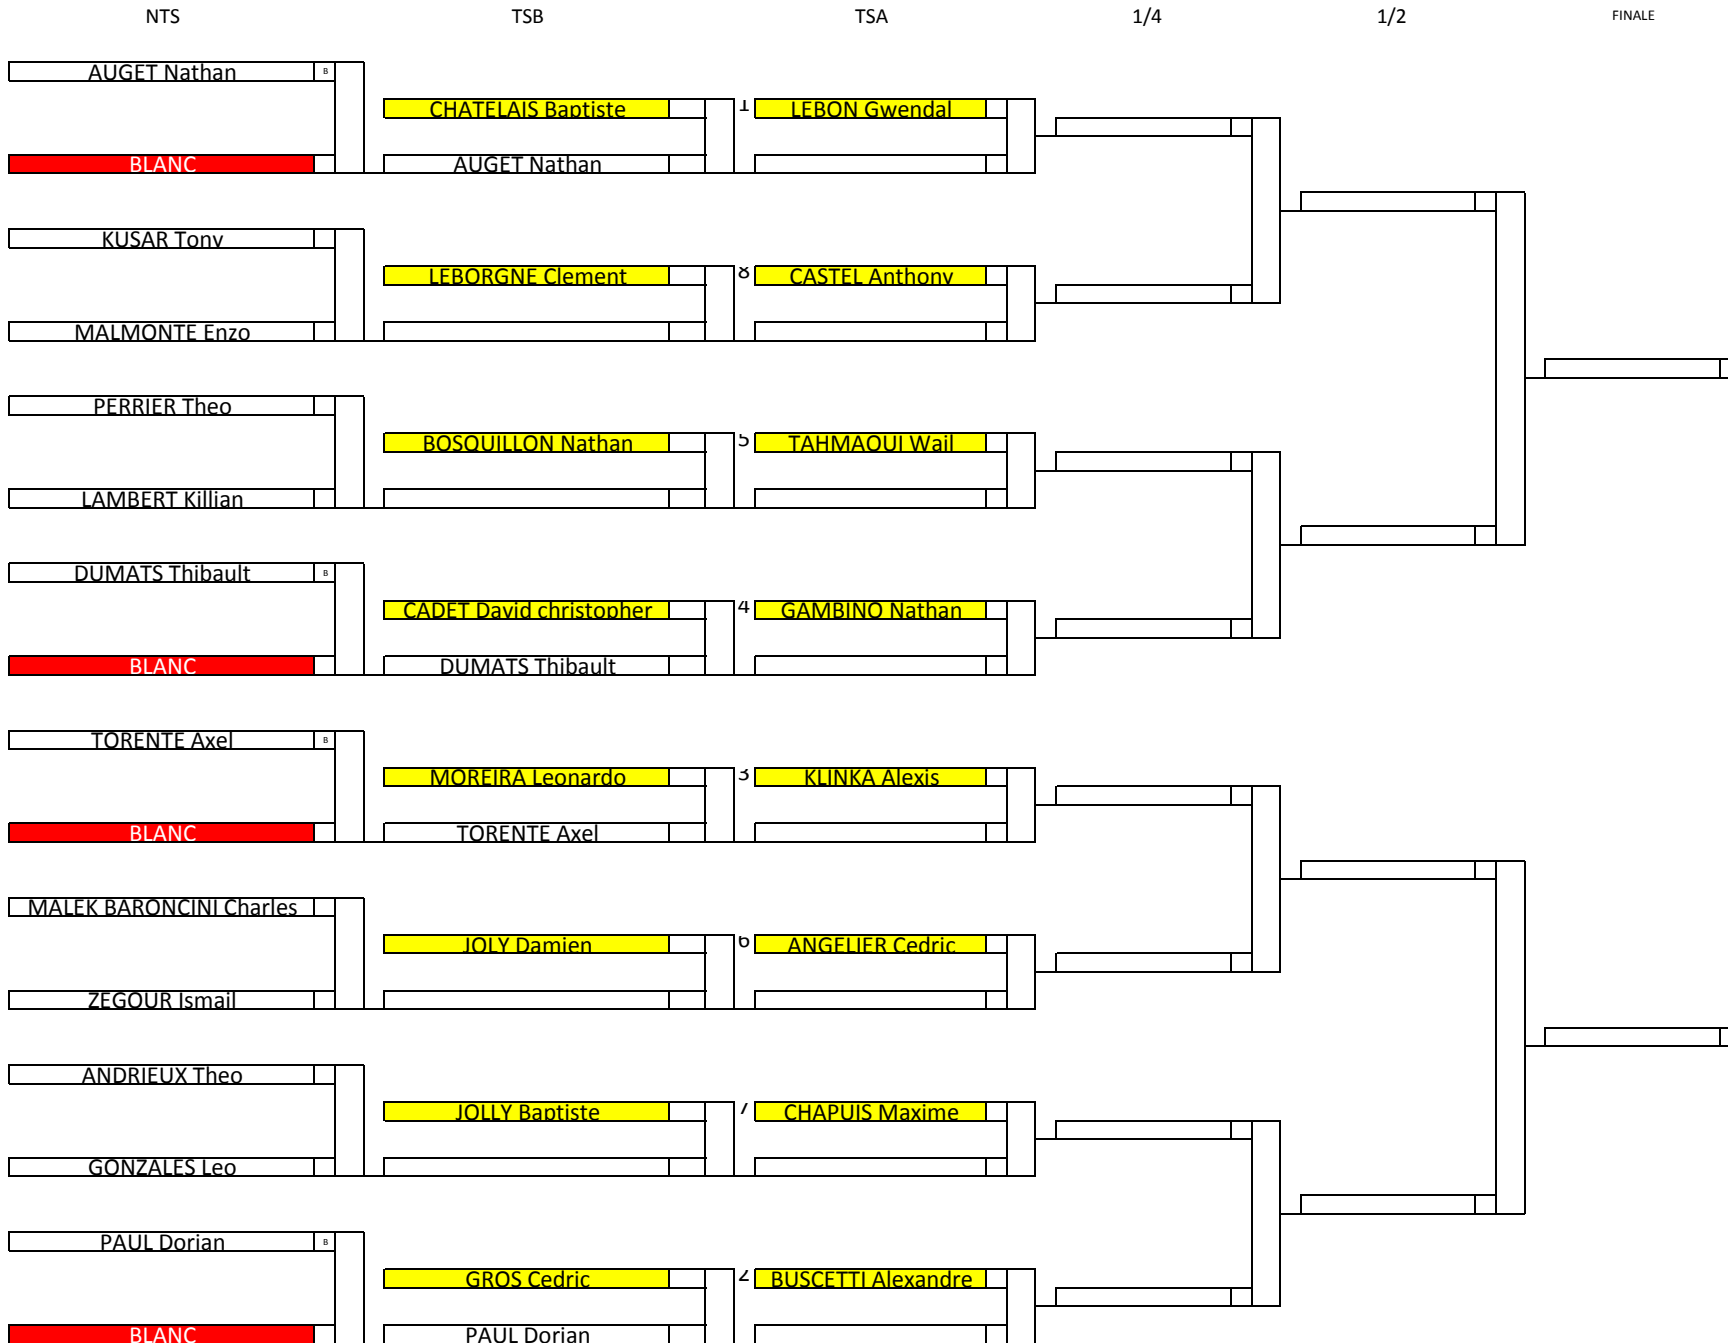 NTS TSB TSA 1/4 1/2 FINALE
AUGET Nathan B
CHATELAIS Baptiste 1 LEBON Gwendal
BLANC AUGET Nathan
KUSAR Tony
LEBORGNE Clement 8 CASTEL Anthony
MALMONTE Enzo
PERRIER Theo
BOSQUILLON Nathan 5 TAHMAOUI Wail
LAMBERT Killian
DUMATS Thibault B
CADET David christopher 4 GAMBINO Nathan
BLANC DUMATS Thibault
TORENTE Axel B
MOREIRA Leonardo 3 KLINKA Alexis
BLANC TORENTE Axel
MALEK BARONCINI Charles
JOLY Damien 6 ANGELIER Cedric
ZEGOUR Ismail
ANDRIEUX Theo
JOLLY Baptiste 7 CHAPUIS Maxime
GONZALES Leo
PAUL Dorian B
GROS Cedric 2 BUSCETTI Alexandre
BLANC PAUL Dorian